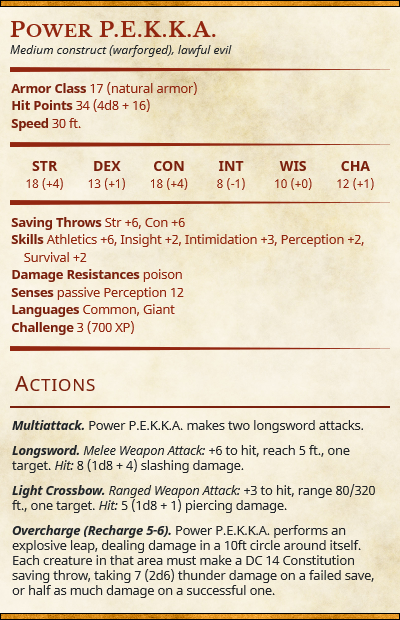 Power P.E.K.K.A.
Medium construct (warforged), lawful evil
Armor Class 17 (natural armor)
Hit Points 34 (4d8 + 16)
Speed 30 ft.
STR DEX CON INT WIS CHA
18 (+4) 13 (+1) 18 (+4) 8 (-1) 10 (+0) 12 (+1)
Saving Throws Str +6, Con +6
Skills Athletics +6, Insight +2, Intimidation +3, Perception +2,
Survival +2
Damage Resistances poison
Senses passive Perception 12
Languages Common, Giant
Challenge 3 (700 XP)
Actions
Multiattack. Power P.E.K.K.A. makes two longsword attacks.
Longsword. Melee Weapon Attack: +6 to hit, reach 5 ft., one
target. Hit: 8 (1d8 + 4) slashing damage.
Light Crossbow. Ranged Weapon Attack: +3 to hit, range 80/320
ft., one target. Hit: 5 (1d8 + 1) piercing damage.
Overcharge (Recharge 5-6). Power P.E.K.K.A. performs an
explosive leap, dealing damage in a 10ft circle around itself.
Each creature in that area must make a DC 14 Constitution
saving throw, taking 7 (2d6) thunder damage on a failed save,
or half as much damage on a successful one.